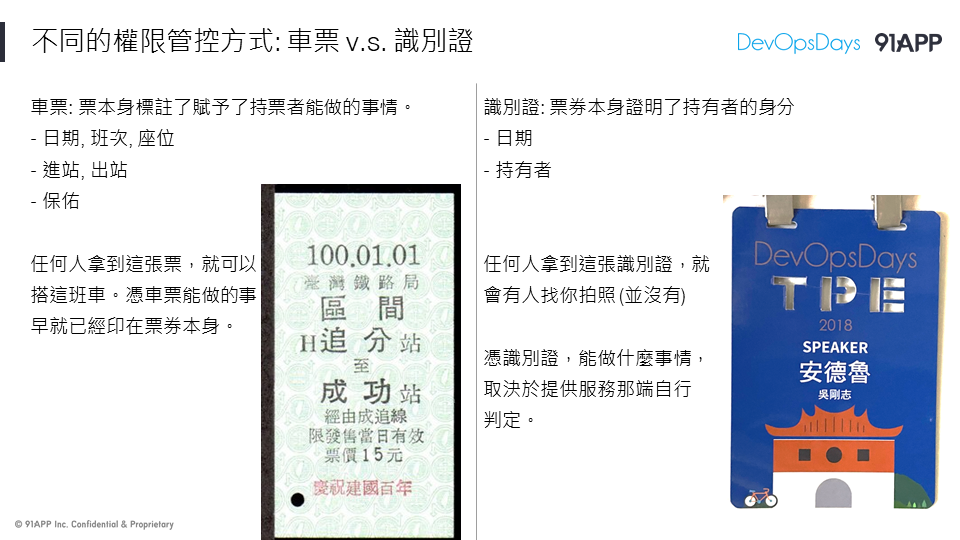 不同的權限管控方式: 車票 v.s. 識別證
DevOpsDays 91APP
車票: 票本身標註了賦予了持票者能做的事情。
- 日期, 班次, 座位
- 進站, 出站
- 保佑
任何人拿到這張票，就可以
搭這班車。憑車票能做的事
早就已經印在票券本身。
100.01.01
臺灣鐵路局
區間
H追分站
至
成功站
經由成追線
限發售當日有效
票價15元
慶祝建國百年
識別證: 票券本身證明了持有者的身分
- 日期
- 持有者
任何人拿到這張識別證，就
會有人找你拍照 (並沒有)
憑識別證，能做什麼事情，
取決於提供服務那端自行
判定。
DevOpsDays
TPE
2018
SPEAKER
安德魯
吳剛志
© 91APP Inc. Confidential & Proprietary